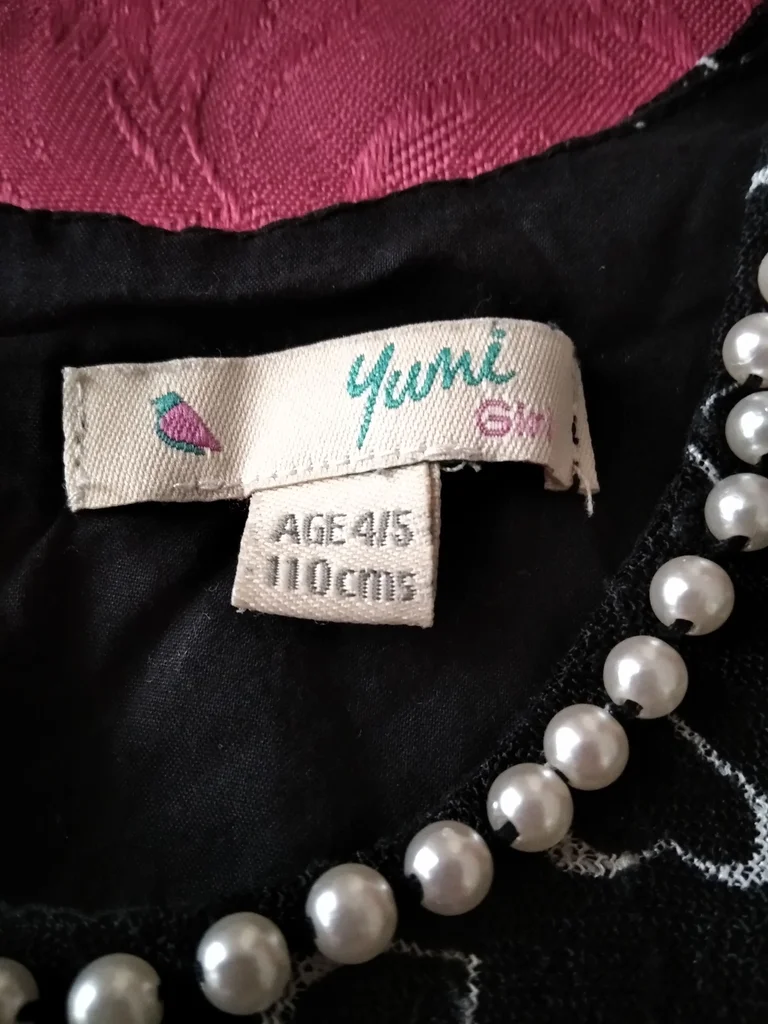 Yumi
Girl
AGE 4/5
110cms